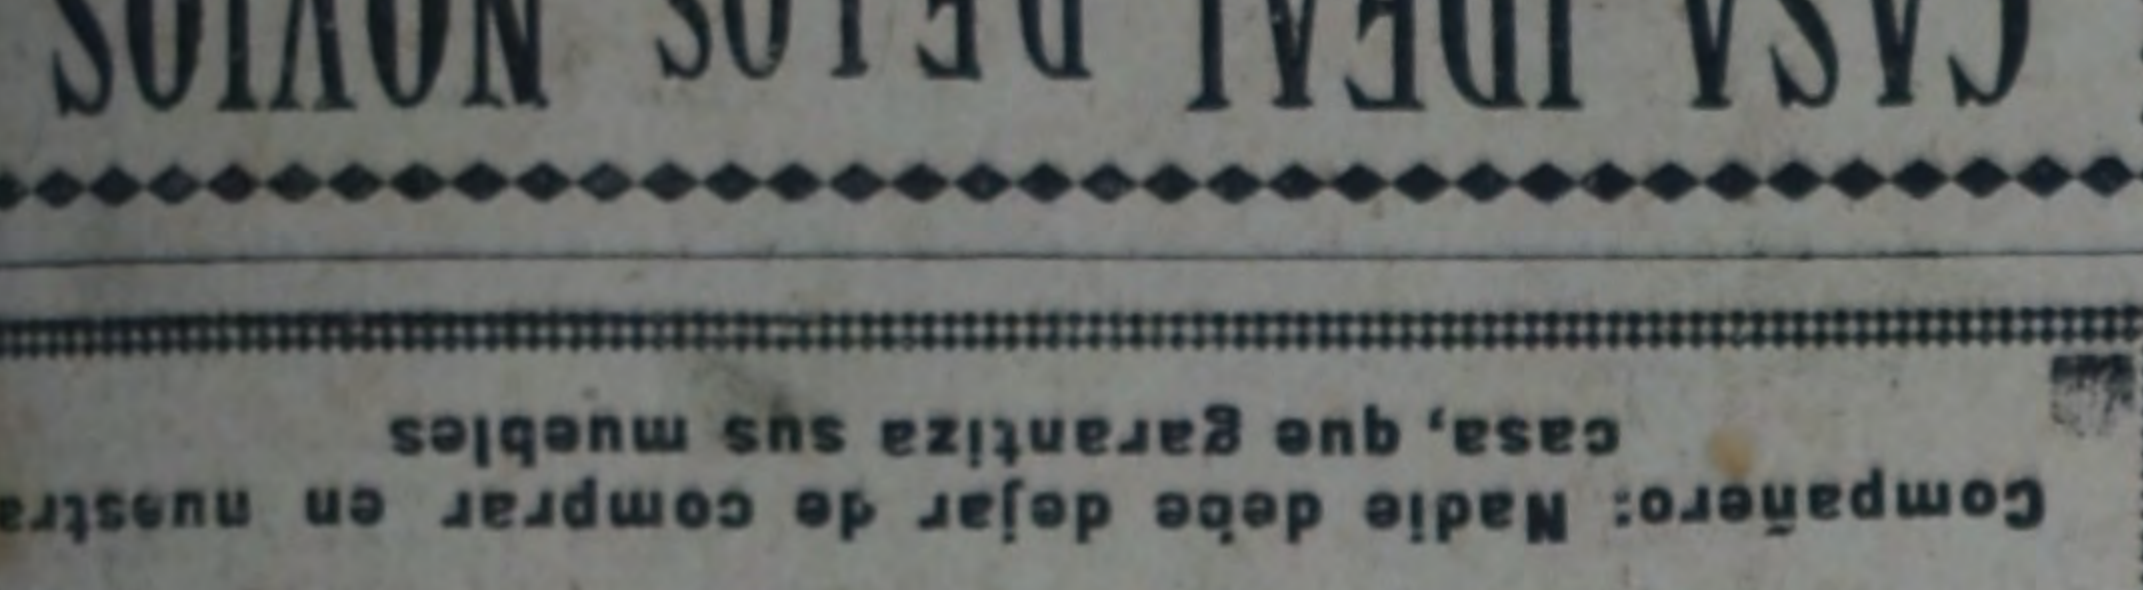 Compañero: Nadie debe dejar de comprar en nuestra
casa, que garantiza sus muebles
CASA IDEAL DE LOS NOVIOS